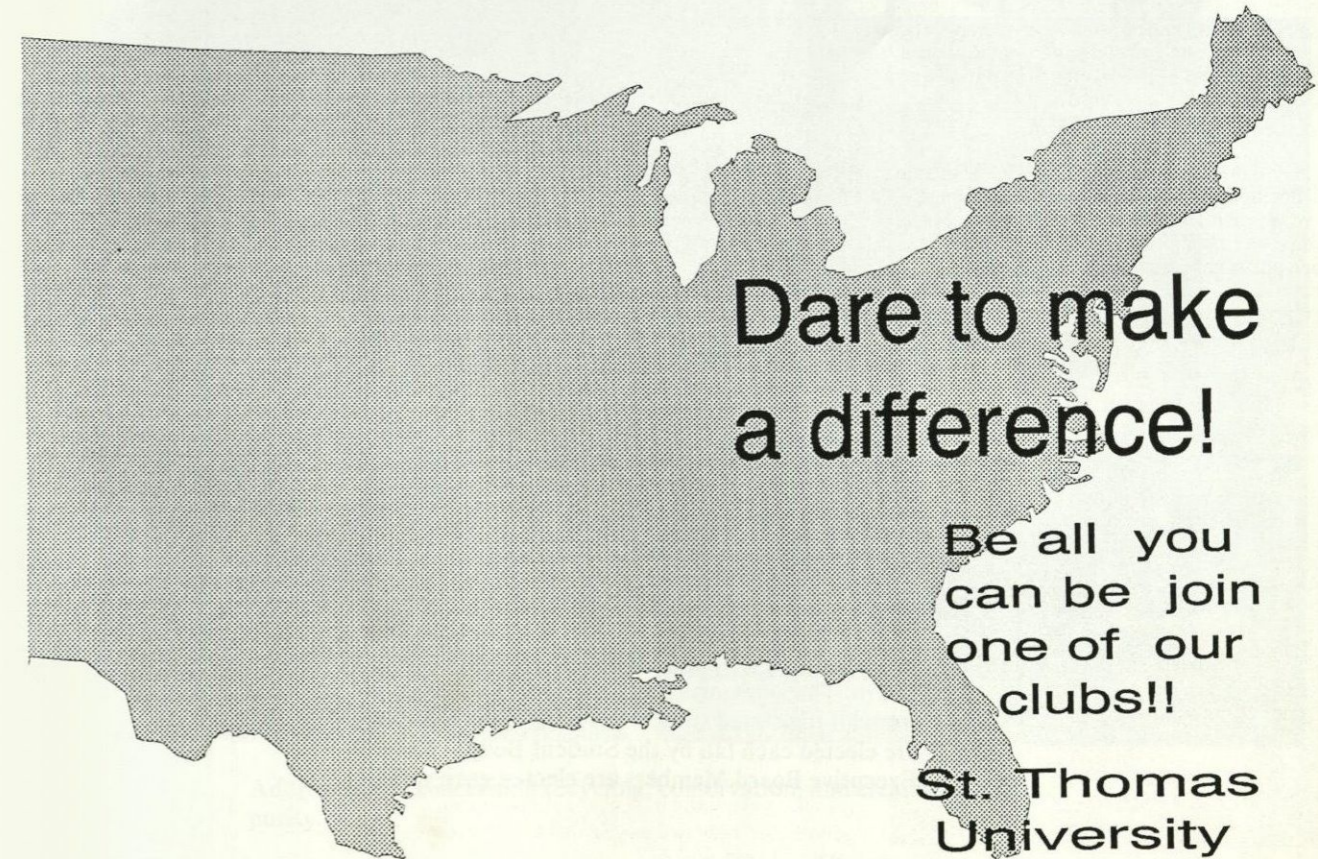 Dare to make
a difference!
Be all you
can be join
one of our
clubs!!
St. Thomas
University